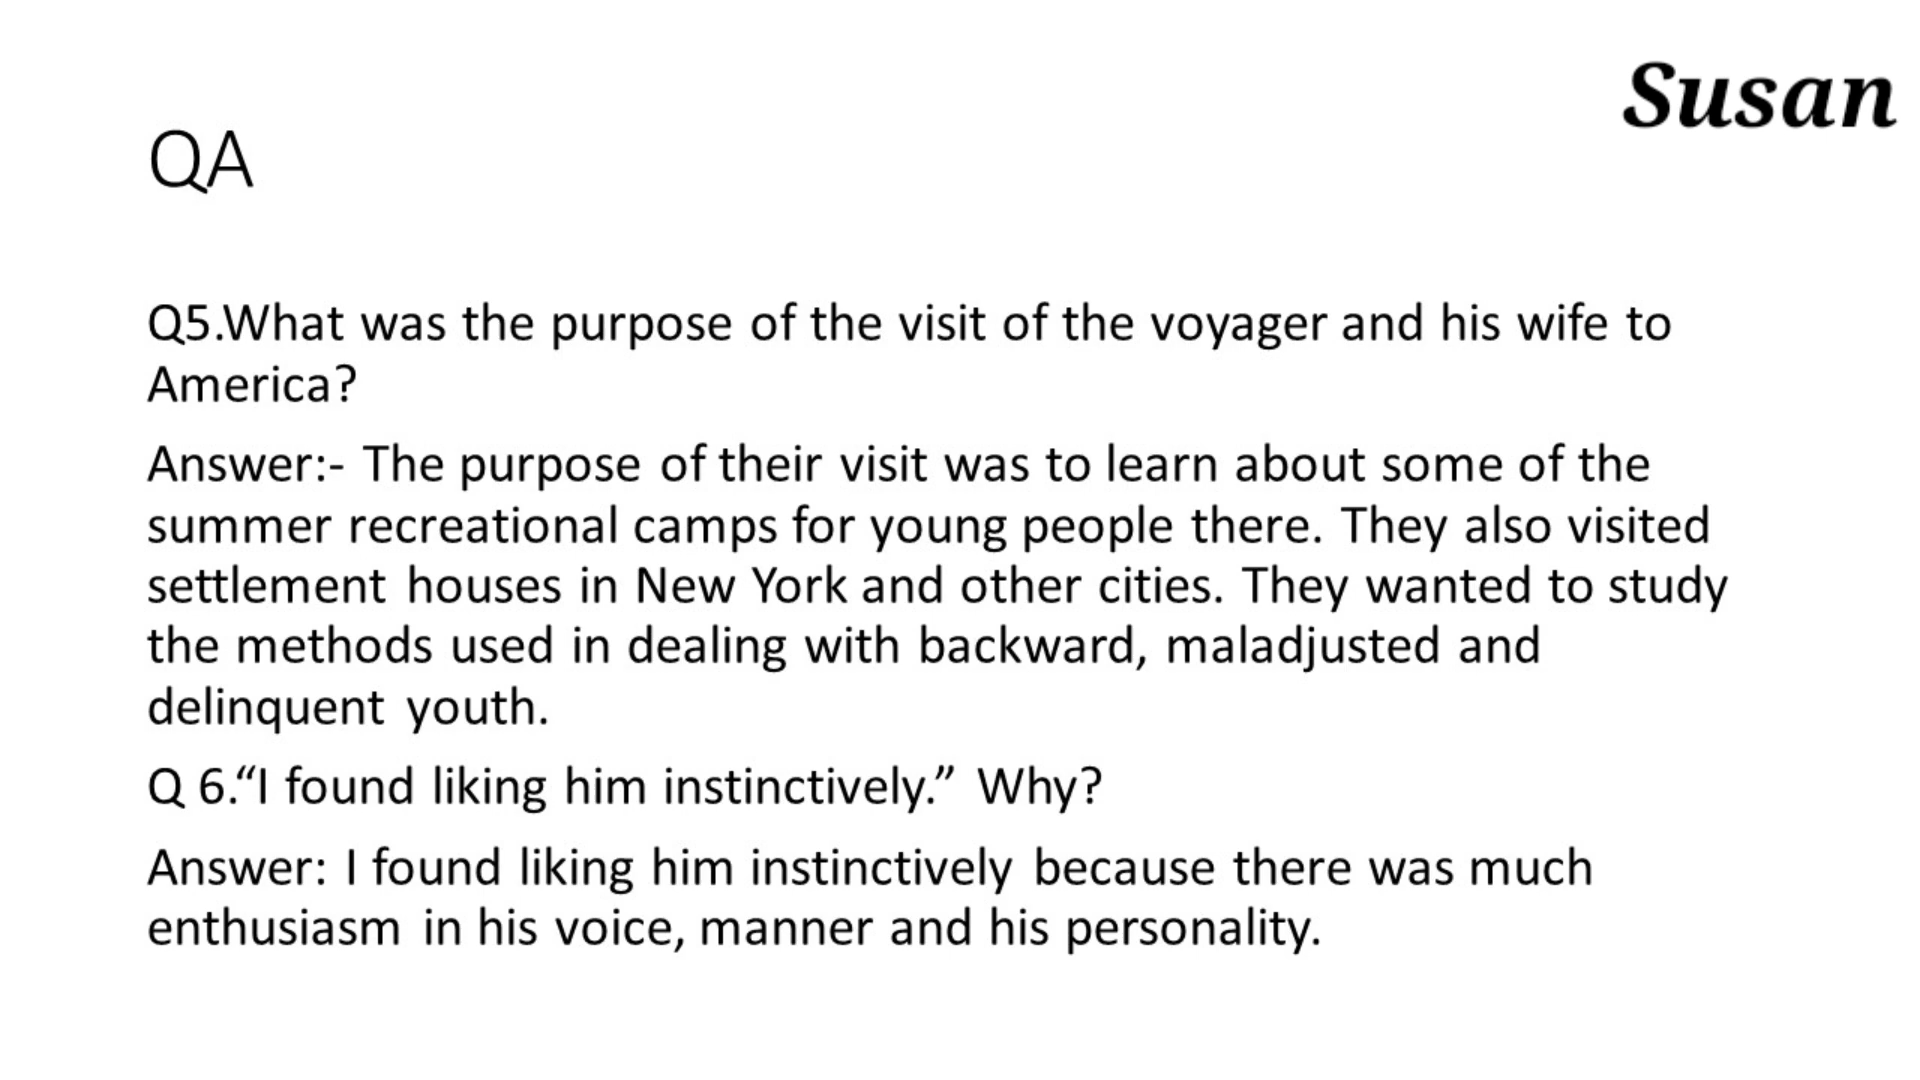 Susan
QA
Q5.What was the purpose of the visit of the voyager and his wife to
America?
Answer:- The purpose of their visit was to learn about some of the
summer recreational camps for young people there. They also visited
settlement houses in New York and other cities. They wanted to study
the methods used in dealing with backward, maladjusted and
delinquent youth.
Q 6.“I found liking him instinctively.” Why?
Answer: I found liking him instinctively because there was much
enthusiasm in his voice, manner and his personality.